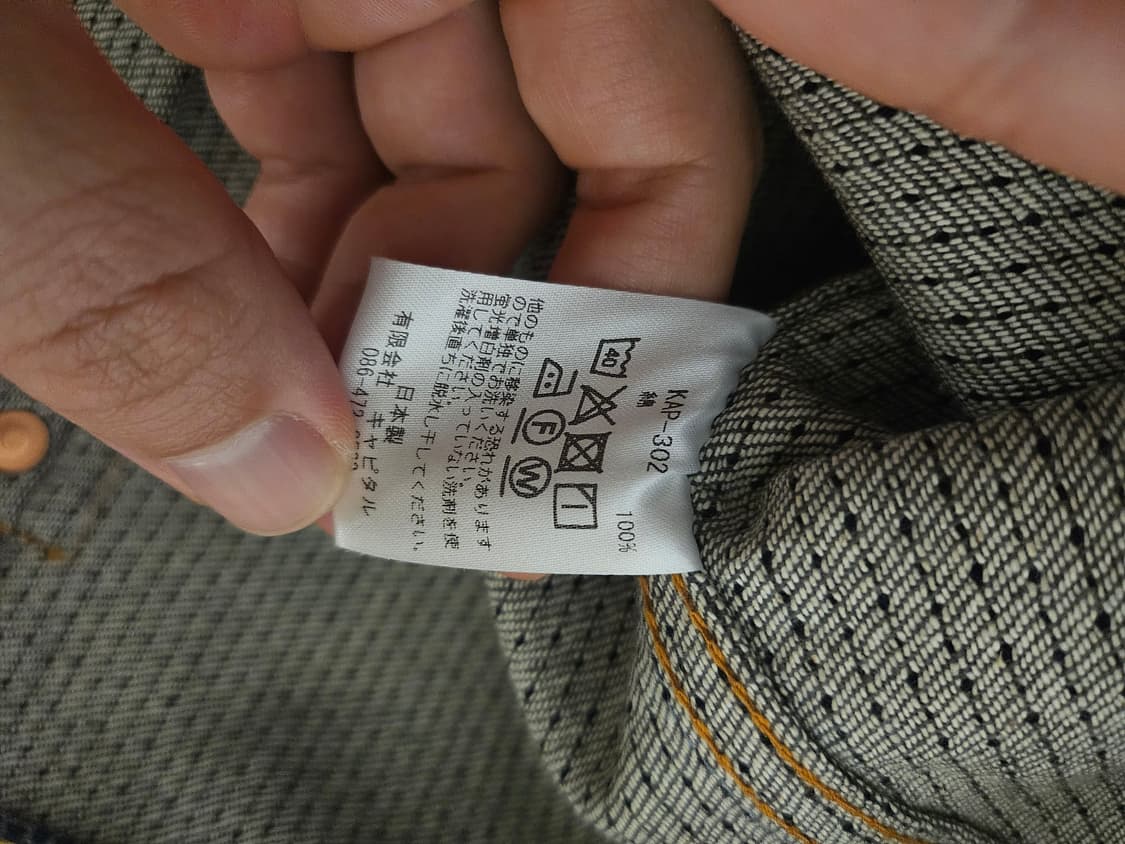 KAP-302
綿 100%
40
F W
他のものに移染する恐れがあります
ので単独でお洗いください。
蛍光増白剤の入っていない洗剤を使
用してください。
洗濯後直ちに脱水し干してください。
日本製
有限会社 キャピタル
086-472